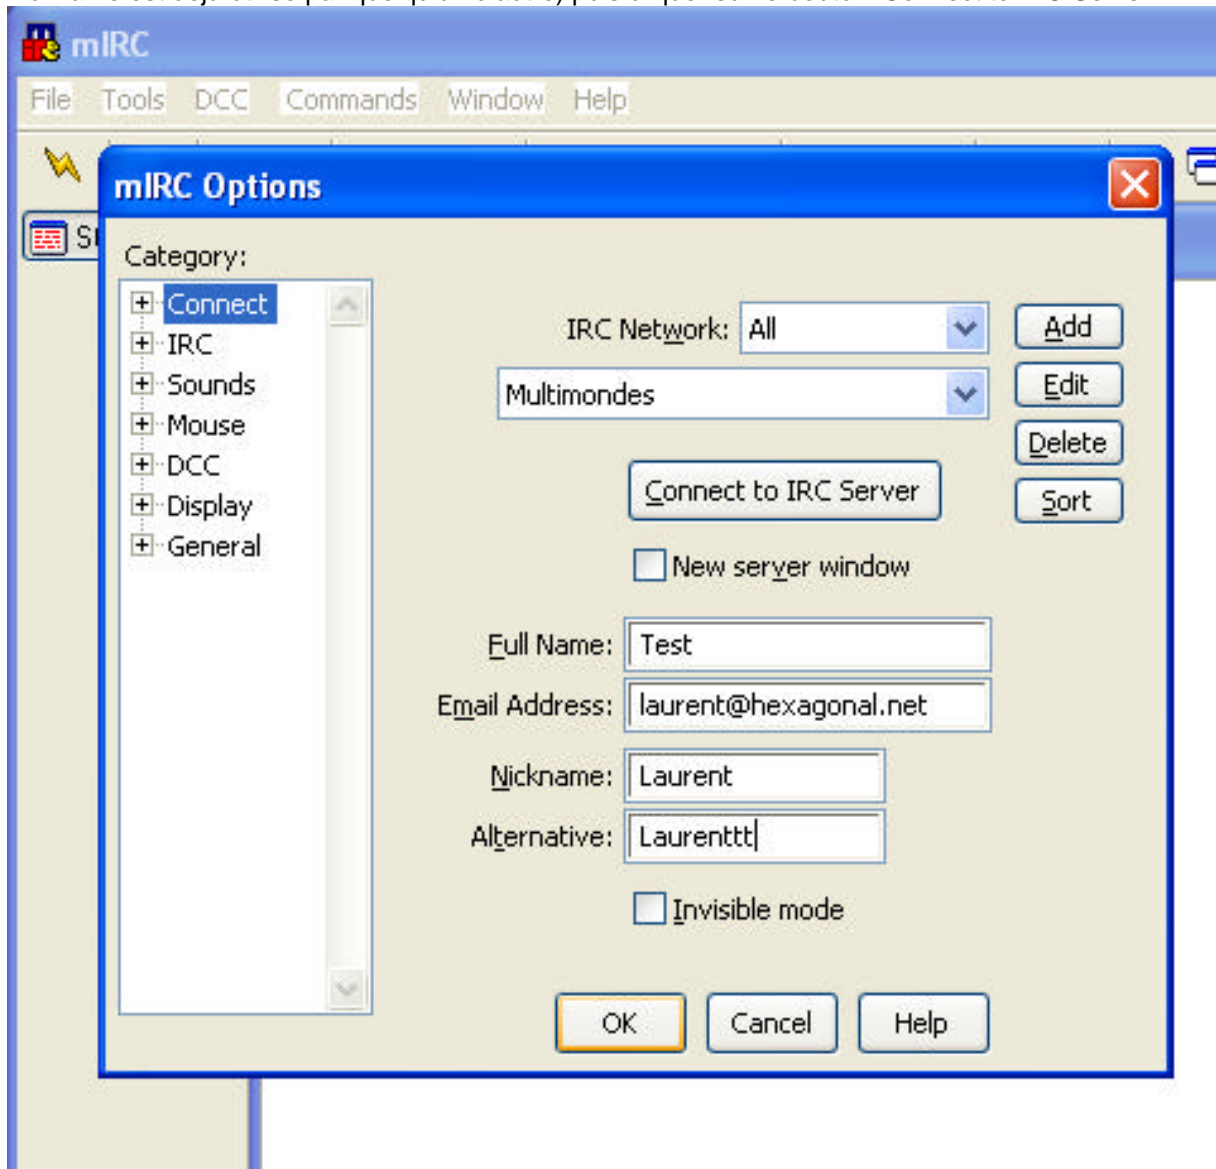 mIRC
File Tools DCC Commands Window Help
mIRC Options
Category:
Connect
IRC
Sounds
Mouse
DCC
Display
General
IRC Network: All
Multimondes
Add
Edit
Delete
Sort
Connect to IRC Server
New server window
Full Name: Test
Email Address: laurent@hexagonal.net
Nickname: Laurent
Alternative: Laurenttt
Invisible mode
OK Cancel Help